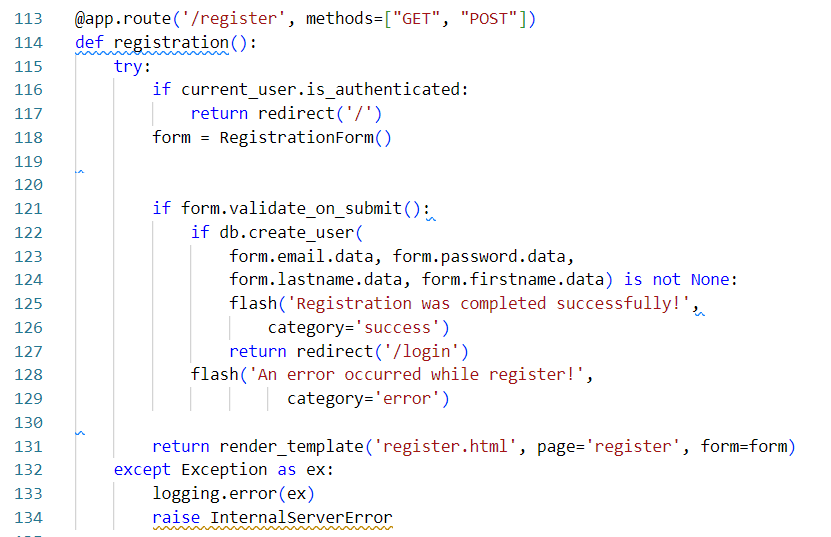 113 @app.route('/register', methods=["GET", "POST"])
114 def registration():
115     try:
116         if current_user.is_authenticated:
117             return redirect('/')
118         form = RegistrationForm()
119
120
121         if form.validate_on_submit():
122             if db.create_user(
123                 form.email.data, form.password.data,
124                 form.lastname.data, form.firstname.data) is not None:
125                 flash('Registration was completed successfully!',
126                     category='success')
127                 return redirect('/login')
128             flash('An error occurred while register!',
129                       category='error')
130
131         return render_template('register.html', page='register', form=form)
132     except Exception as ex:
133         logging.error(ex)
134         raise InternalServerError